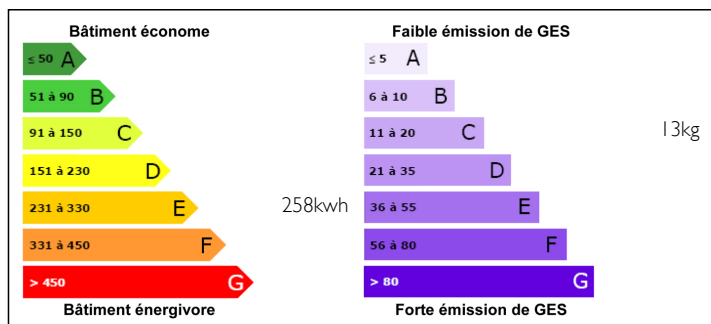 Bâtiment économe
≤ 50 A
51 à 90 B
91 à 150 C
151 à 230 D
231 à 330 E
258kwh
331 à 450 F
> 450 G
Bâtiment énergivore
Faible émission de GES
≤ 5 A
6 à 10 B
11 à 20 C
13kg
21 à 35 D
36 à 55 E
56 à 80 F
> 80 G
Forte émission de GES